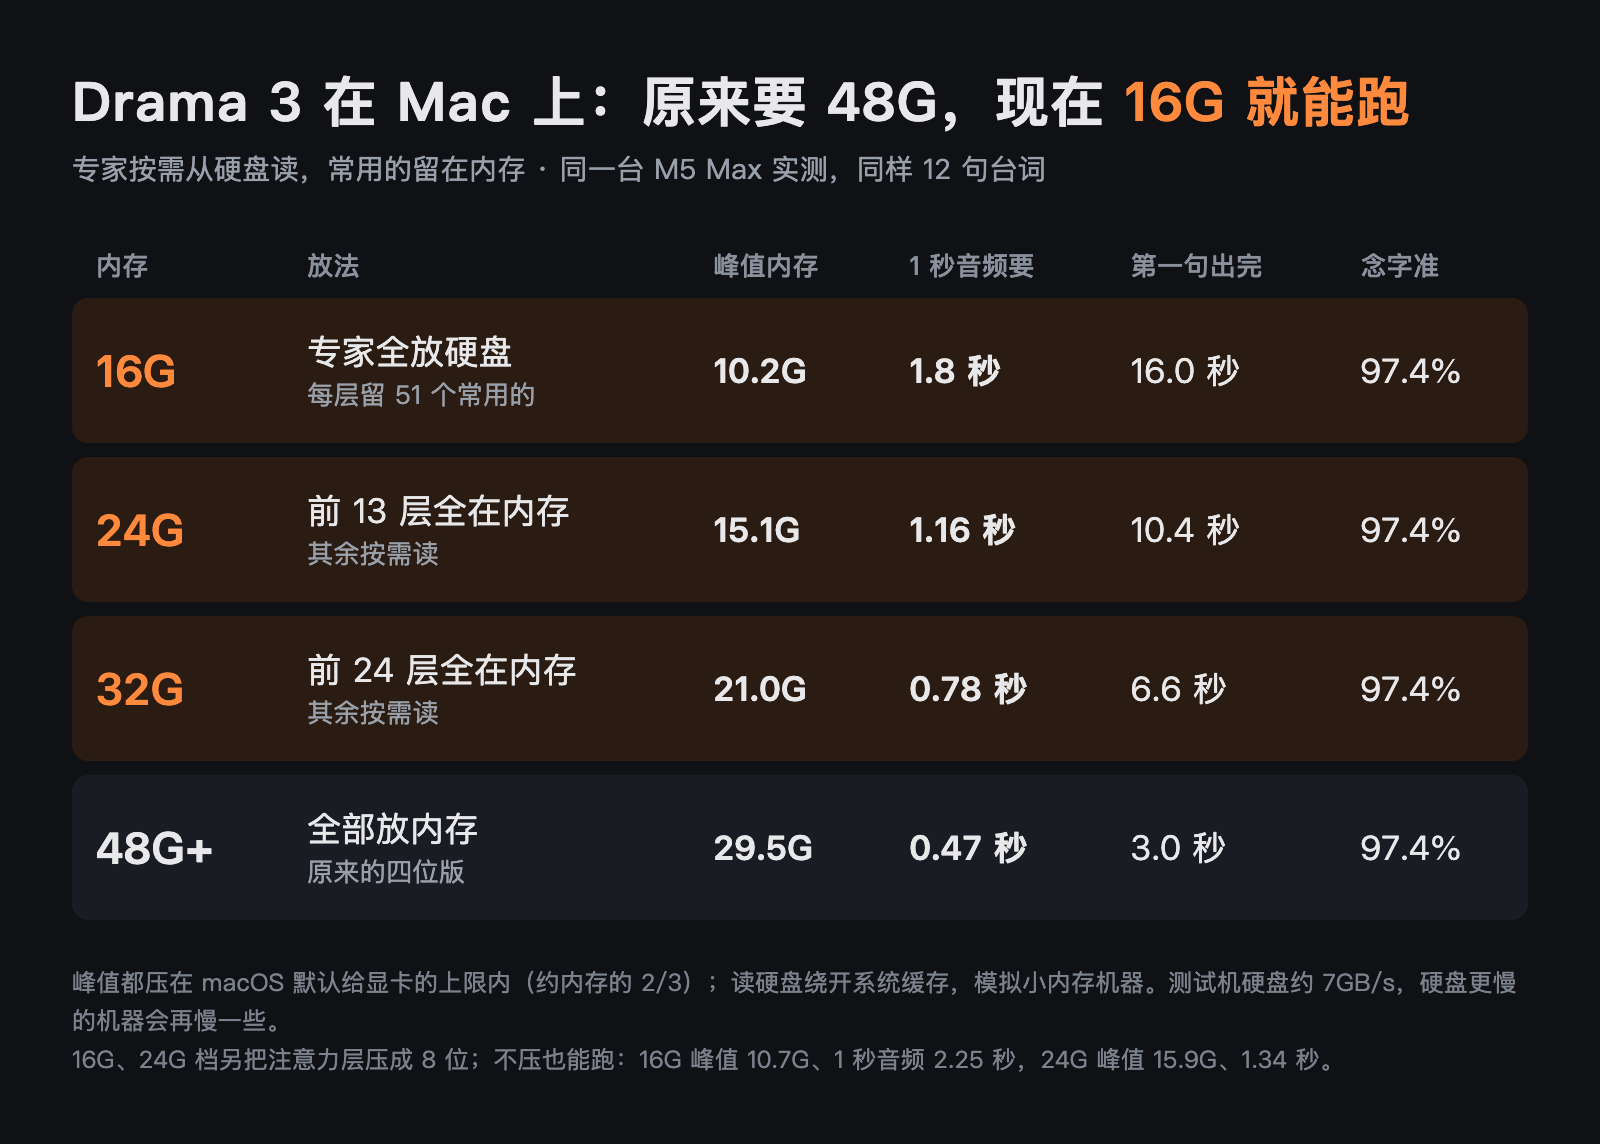 Drama 3 在 Mac 上：原来要 48G，现在 16G 就能跑
专家按需从硬盘读，常用的留在内存 · 同一台 M5 Max 实测，同样 12 句台词
内存 放法 峰值内存 1 秒音频要 第一句出完 念字准
16G 专家全放硬盘 10.2G 1.8 秒 16.0 秒 97.4%
每层留 51 个常用的
24G 前 13 层全在内存 15.1G 1.16 秒 10.4 秒 97.4%
其余按需读
32G 前 24 层全在内存 21.0G 0.78 秒 6.6 秒 97.4%
其余按需读
48G+ 全部放内存 29.5G 0.47 秒 3.0 秒 97.4%
原来的四位版
峰值都压在 macOS 默认给显卡的上限内（约内存的 2/3）；读硬盘绕开系统缓存，模拟小内存机器。测试机硬盘约 7GB/s，硬盘更慢
的机器会再慢一些。
16G、24G 档另把注意力层压成 8 位；不压也能跑：16G 峰值 10.7G、1 秒音频 2.25 秒，24G 峰值 15.9G、1.34 秒。